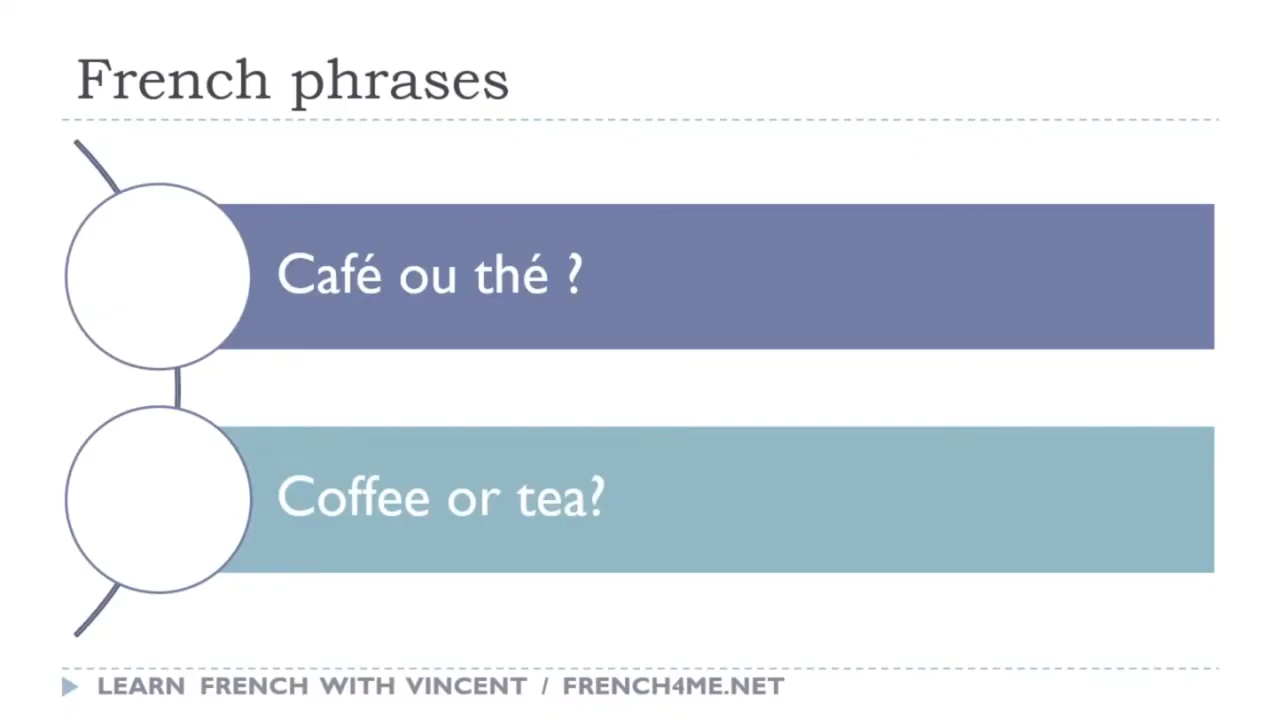 French phrases
Café ou thé ?
Coffee or tea?
LEARN FRENCH WITH VINCENT / FRENCH4ME.NET